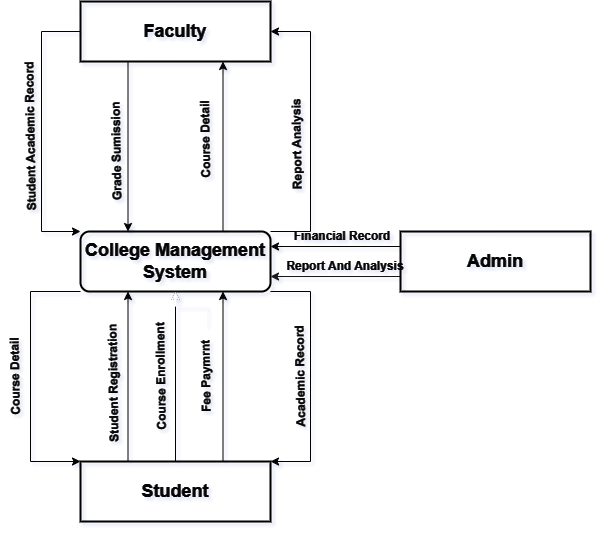 Faculty
Student Academic Record
Grade Sumission
Course Detail
Report Analysis
College Management
System
Financial Record
Report And Analysis
Admin
Course Detail
Student Registration
Course Enrollment
Fee Paymrnt
Academic Record
Student